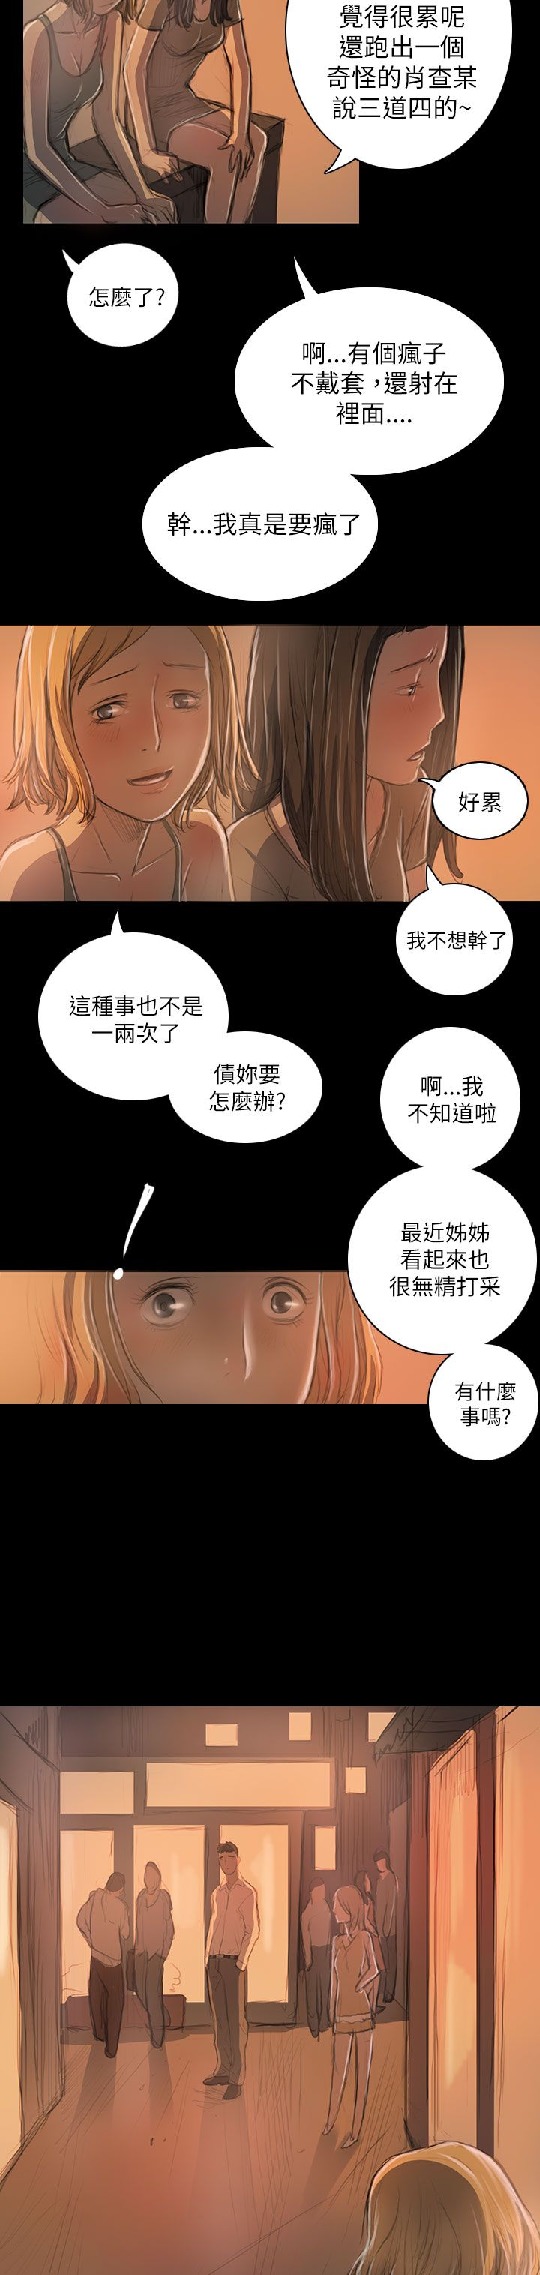 覺得很累呢
還跑出一個
奇怪的肖查某
說三道四的~
怎麼了?
啊...有個瘋子
不戴套，還射在
裡面....
幹...我真是要瘋了
好累
我不想幹了
這種事也不是
一兩次了
債妳要
怎麼辦?
啊...我
不知道啦
最近姊姊
看起來也
很無精打采
有什麼
事嗎?